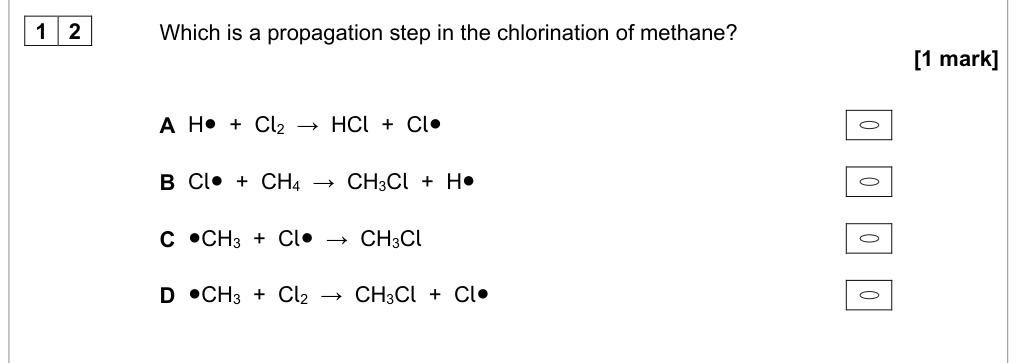 1 2 Which is a propagation step in the chlorination of methane?
[1 mark]
A H• + Cl₂ → HCl + Cl•
B Cl• + CH₄ → CH₃Cl + H•
C •CH₃ + Cl• → CH₃Cl
D •CH₃ + Cl₂ → CH₃Cl + Cl•